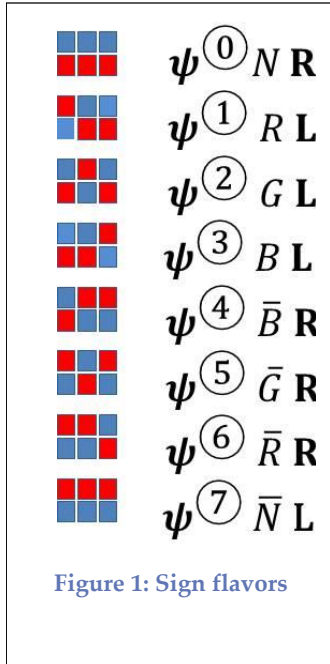 𝝍⓪ N R
𝝍① R L
𝝍② G L
𝝍③ B L
𝝍④ B̄ R
𝝍⑤ Ḡ R
𝝍⑥ R̄ R
𝝍⑦ N̄ L
Figure 1: Sign flavors